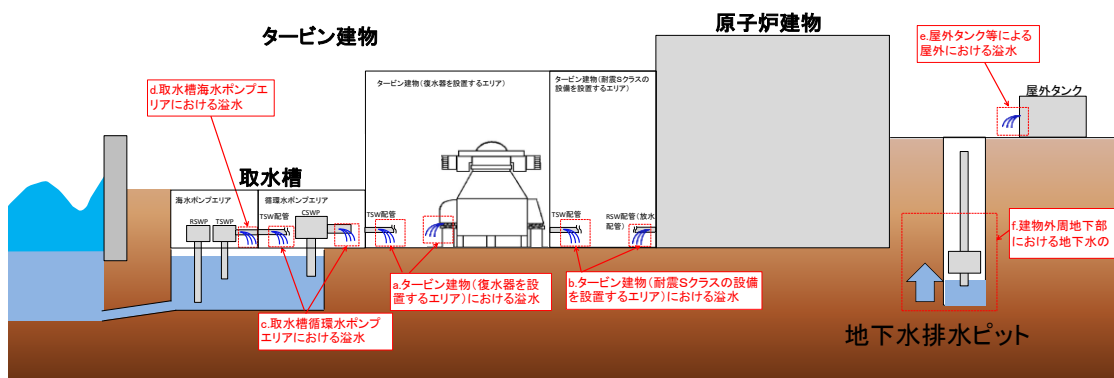 タービン建物
原子炉建物
e.屋外タンク等による
屋外における溢水
屋外タンク
d.取水槽海水ポンプエ
リアにおける溢水
タービン建物(復水器を設置するエリア)
タービン建物(耐震Sクラスの
設備を設置するエリア)
取水槽
海水ポンプエリア
循環水ポンプエリア
RSWP
TSWP
TSW配管
CSWP
TSW配管
TSW配管
RSW配管(放水
配管)
f.建物外周地下部
における地下水の
a.タービン建物(復水器を設
置するエリア)における溢水
b.タービン建物(耐震Sクラスの設備
を設置するエリア)における溢水
c.取水槽循環水ポンプ
エリアにおける溢水
地下水排水ピット